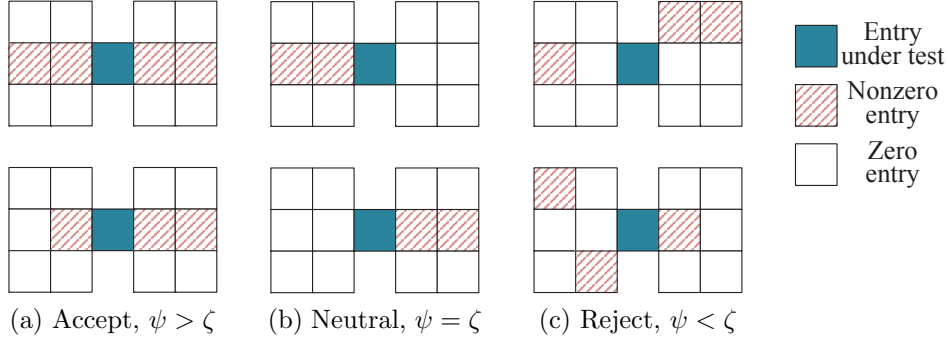 Entry
under test
Nonzero
entry
Zero
entry
(a) Accept, ψ > ζ
(b) Neutral, ψ = ζ
(c) Reject, ψ < ζ